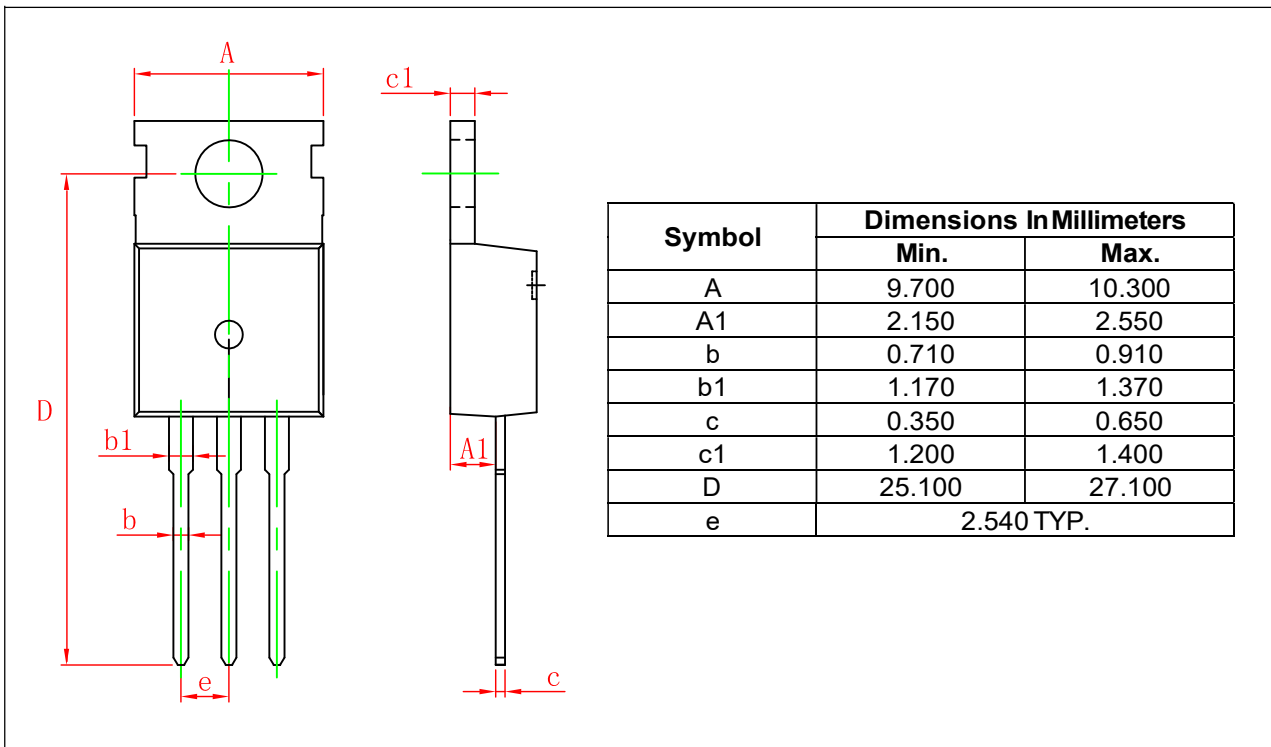 A
c1
D
b1
A1
b
e
c
Symbol Dimensions In Millimeters
Min. Max.
A 9.700 10.300
A1 2.150 2.550
b 0.710 0.910
b1 1.170 1.370
c 0.350 0.650
c1 1.200 1.400
D 25.100 27.100
e 2.540 TYP.